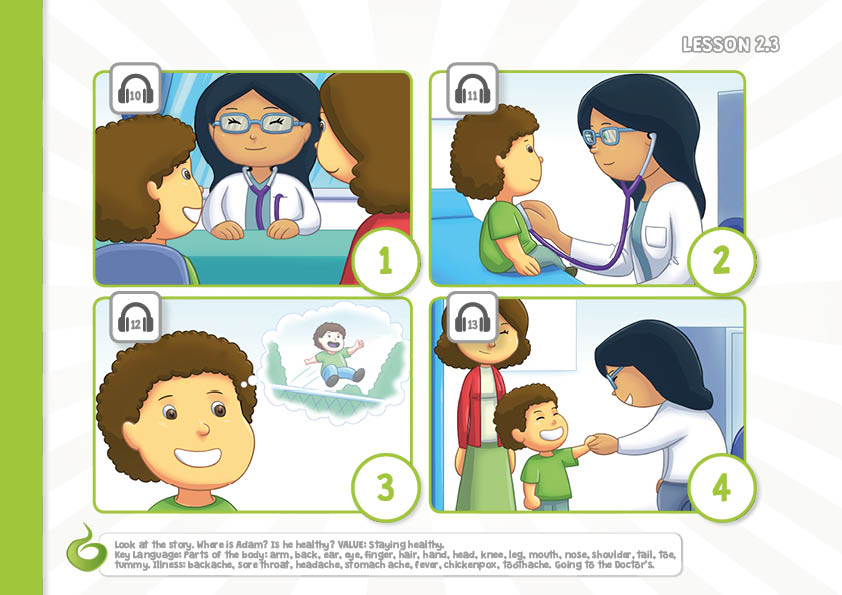 LESSON 2.3
10
11
1
2
12
13
3
4
Look at the story. Where is Adam? Is he healthy? VALUE: Staying healthy.
Key Language: Parts of the body: arm, back, ear, eye, finger, hair, hand, head, knee, leg, mouth, nose, shoulder, tail, toe,
tummy. Illness: backache, sore throat, headache, stomach ache, fever, chickenpox, toothache. Going to the Doctor's.